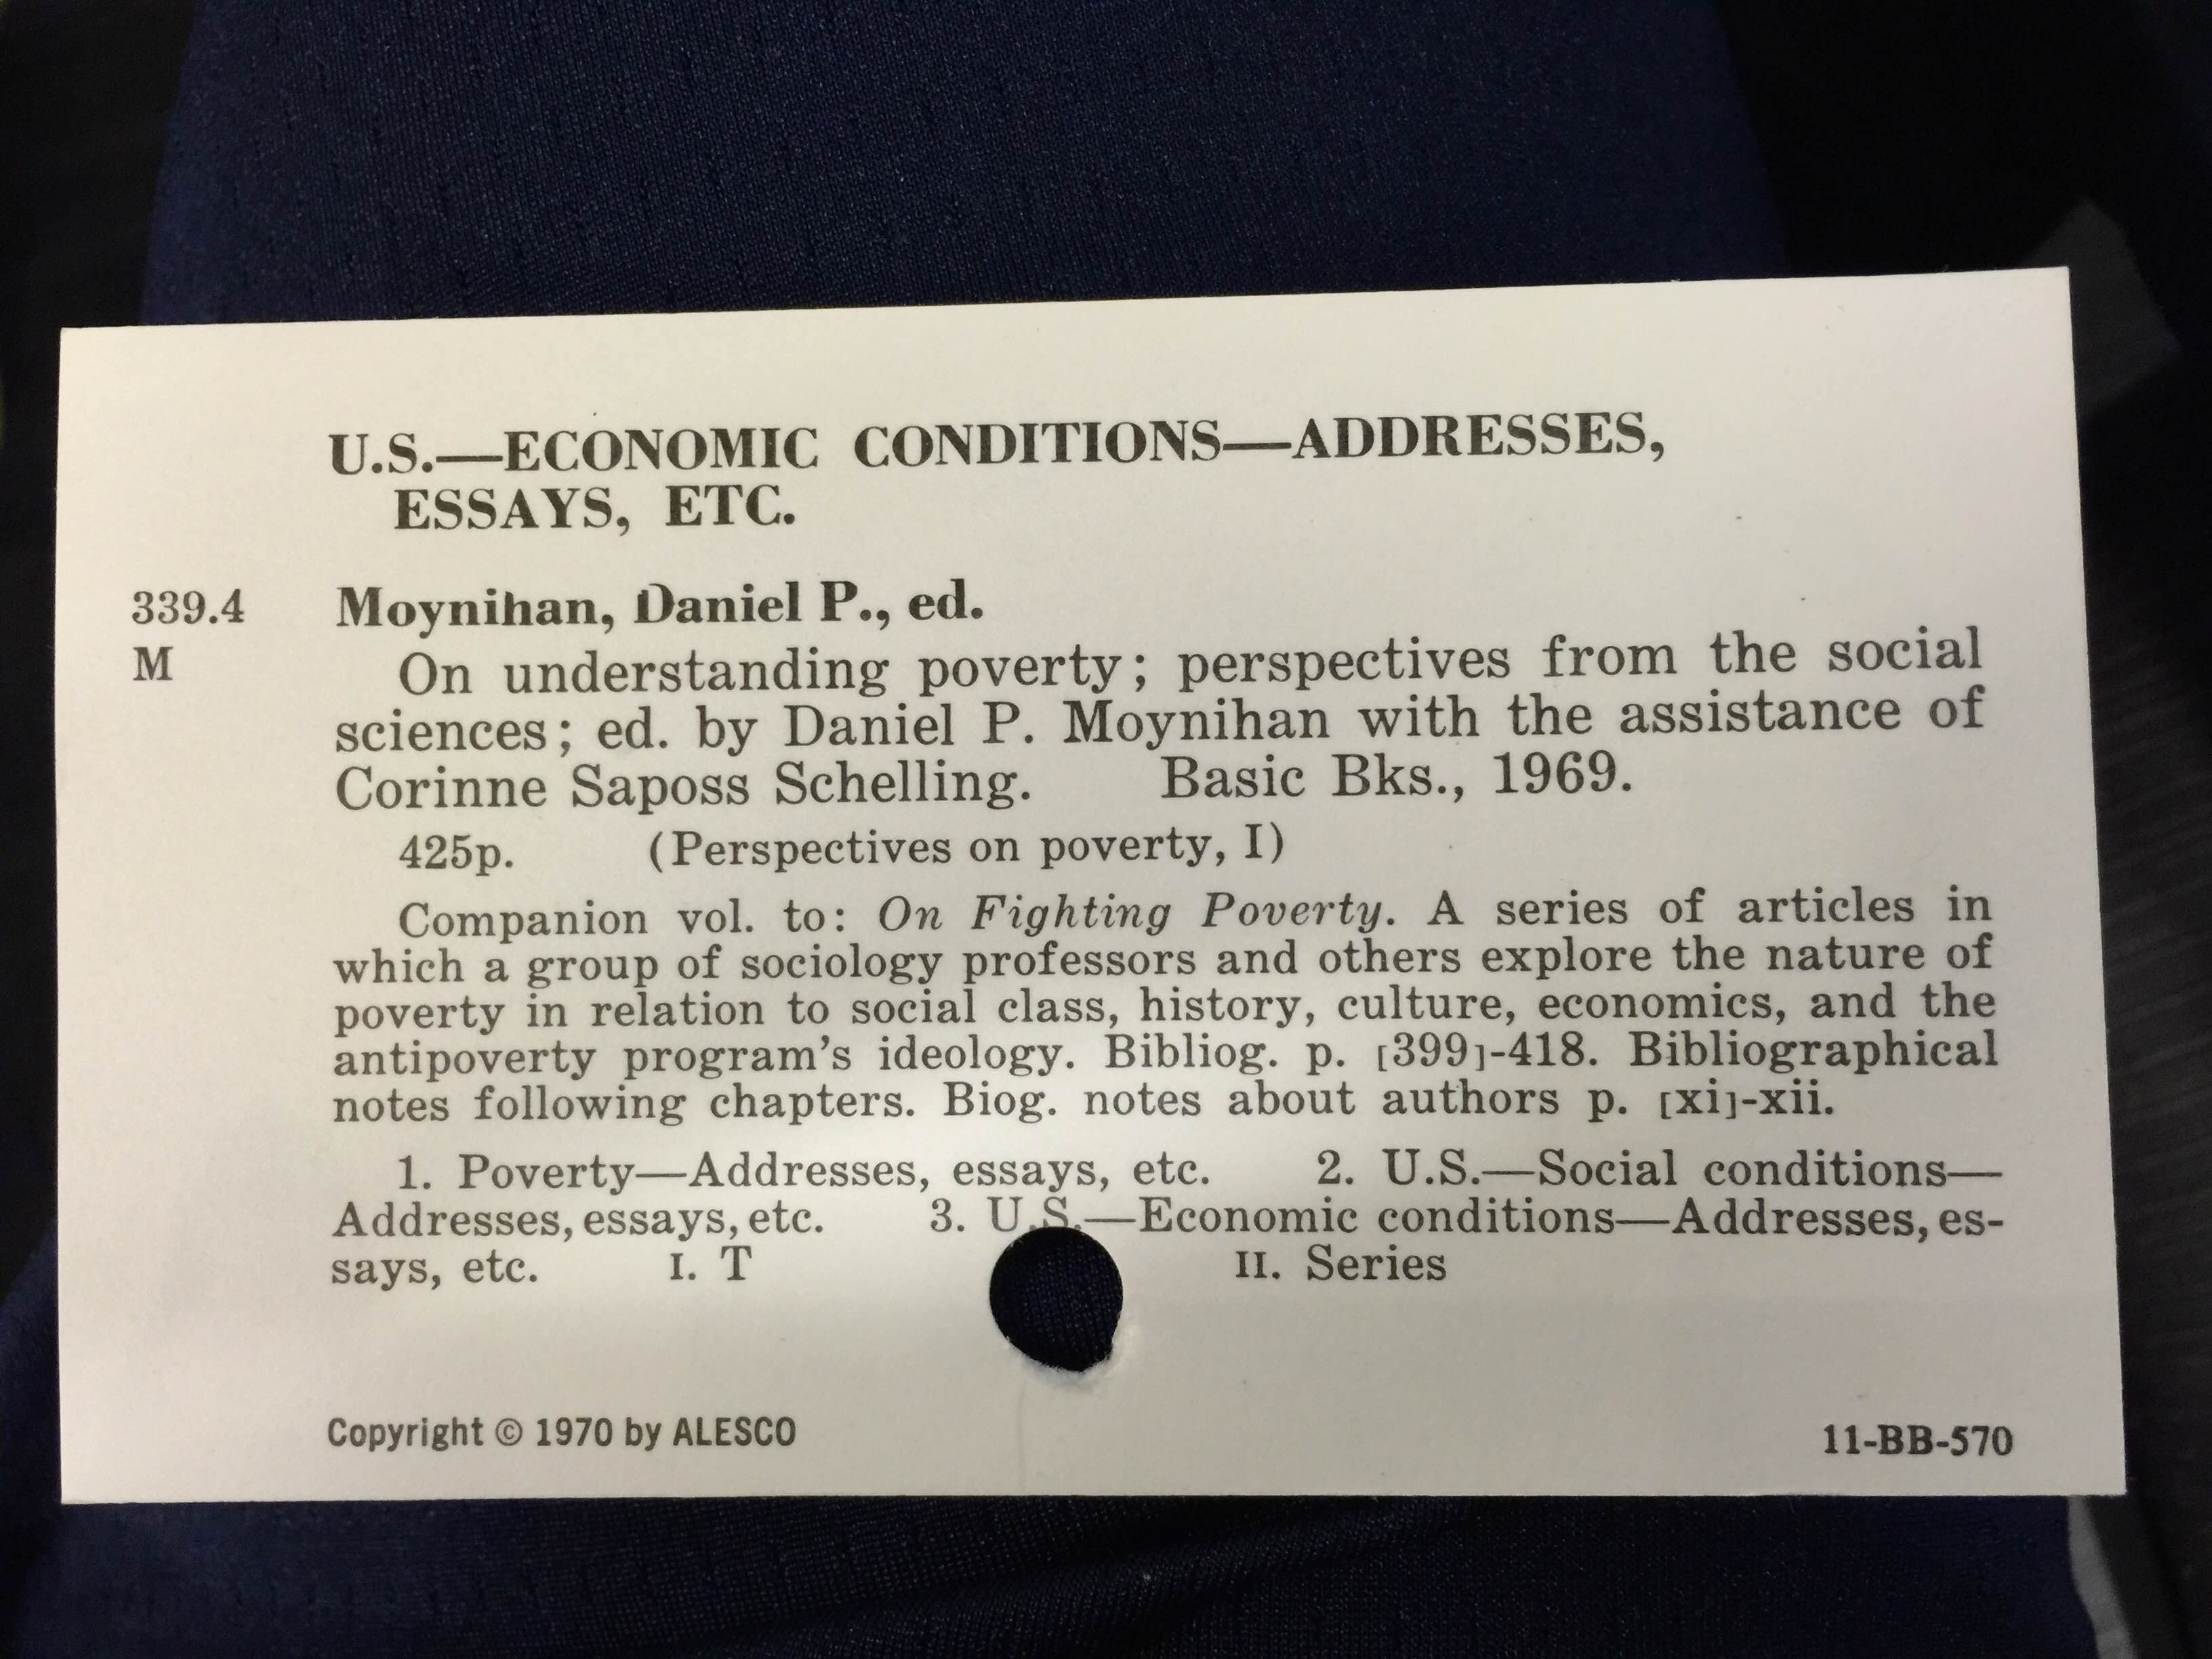 U.S.—ECONOMIC CONDITIONS—ADDRESSES,
ESSAYS, ETC.
339.4 Moynihan, Daniel P., ed.
M On understanding poverty; perspectives from the social
sciences; ed. by Daniel P. Moynihan with the assistance of
Corinne Saposs Schelling. Basic Bks., 1969.
425p. (Perspectives on poverty, I)
Companion vol. to: On Fighting Poverty. A series of articles in
which a group of sociology professors and others explore the nature of
poverty in relation to social class, history, culture, economics, and the
antipoverty program's ideology. Bibliog. p. [399]-418. Bibliographical
notes following chapters. Biog. notes about authors p. [xi]-xii.
1. Poverty—Addresses, essays, etc. 2. U.S.—Social conditions—
Addresses, essays, etc. 3. U.S.—Economic conditions—Addresses, es-
says, etc. I. T II. Series
Copyright © 1970 by ALESCO 11-BB-570